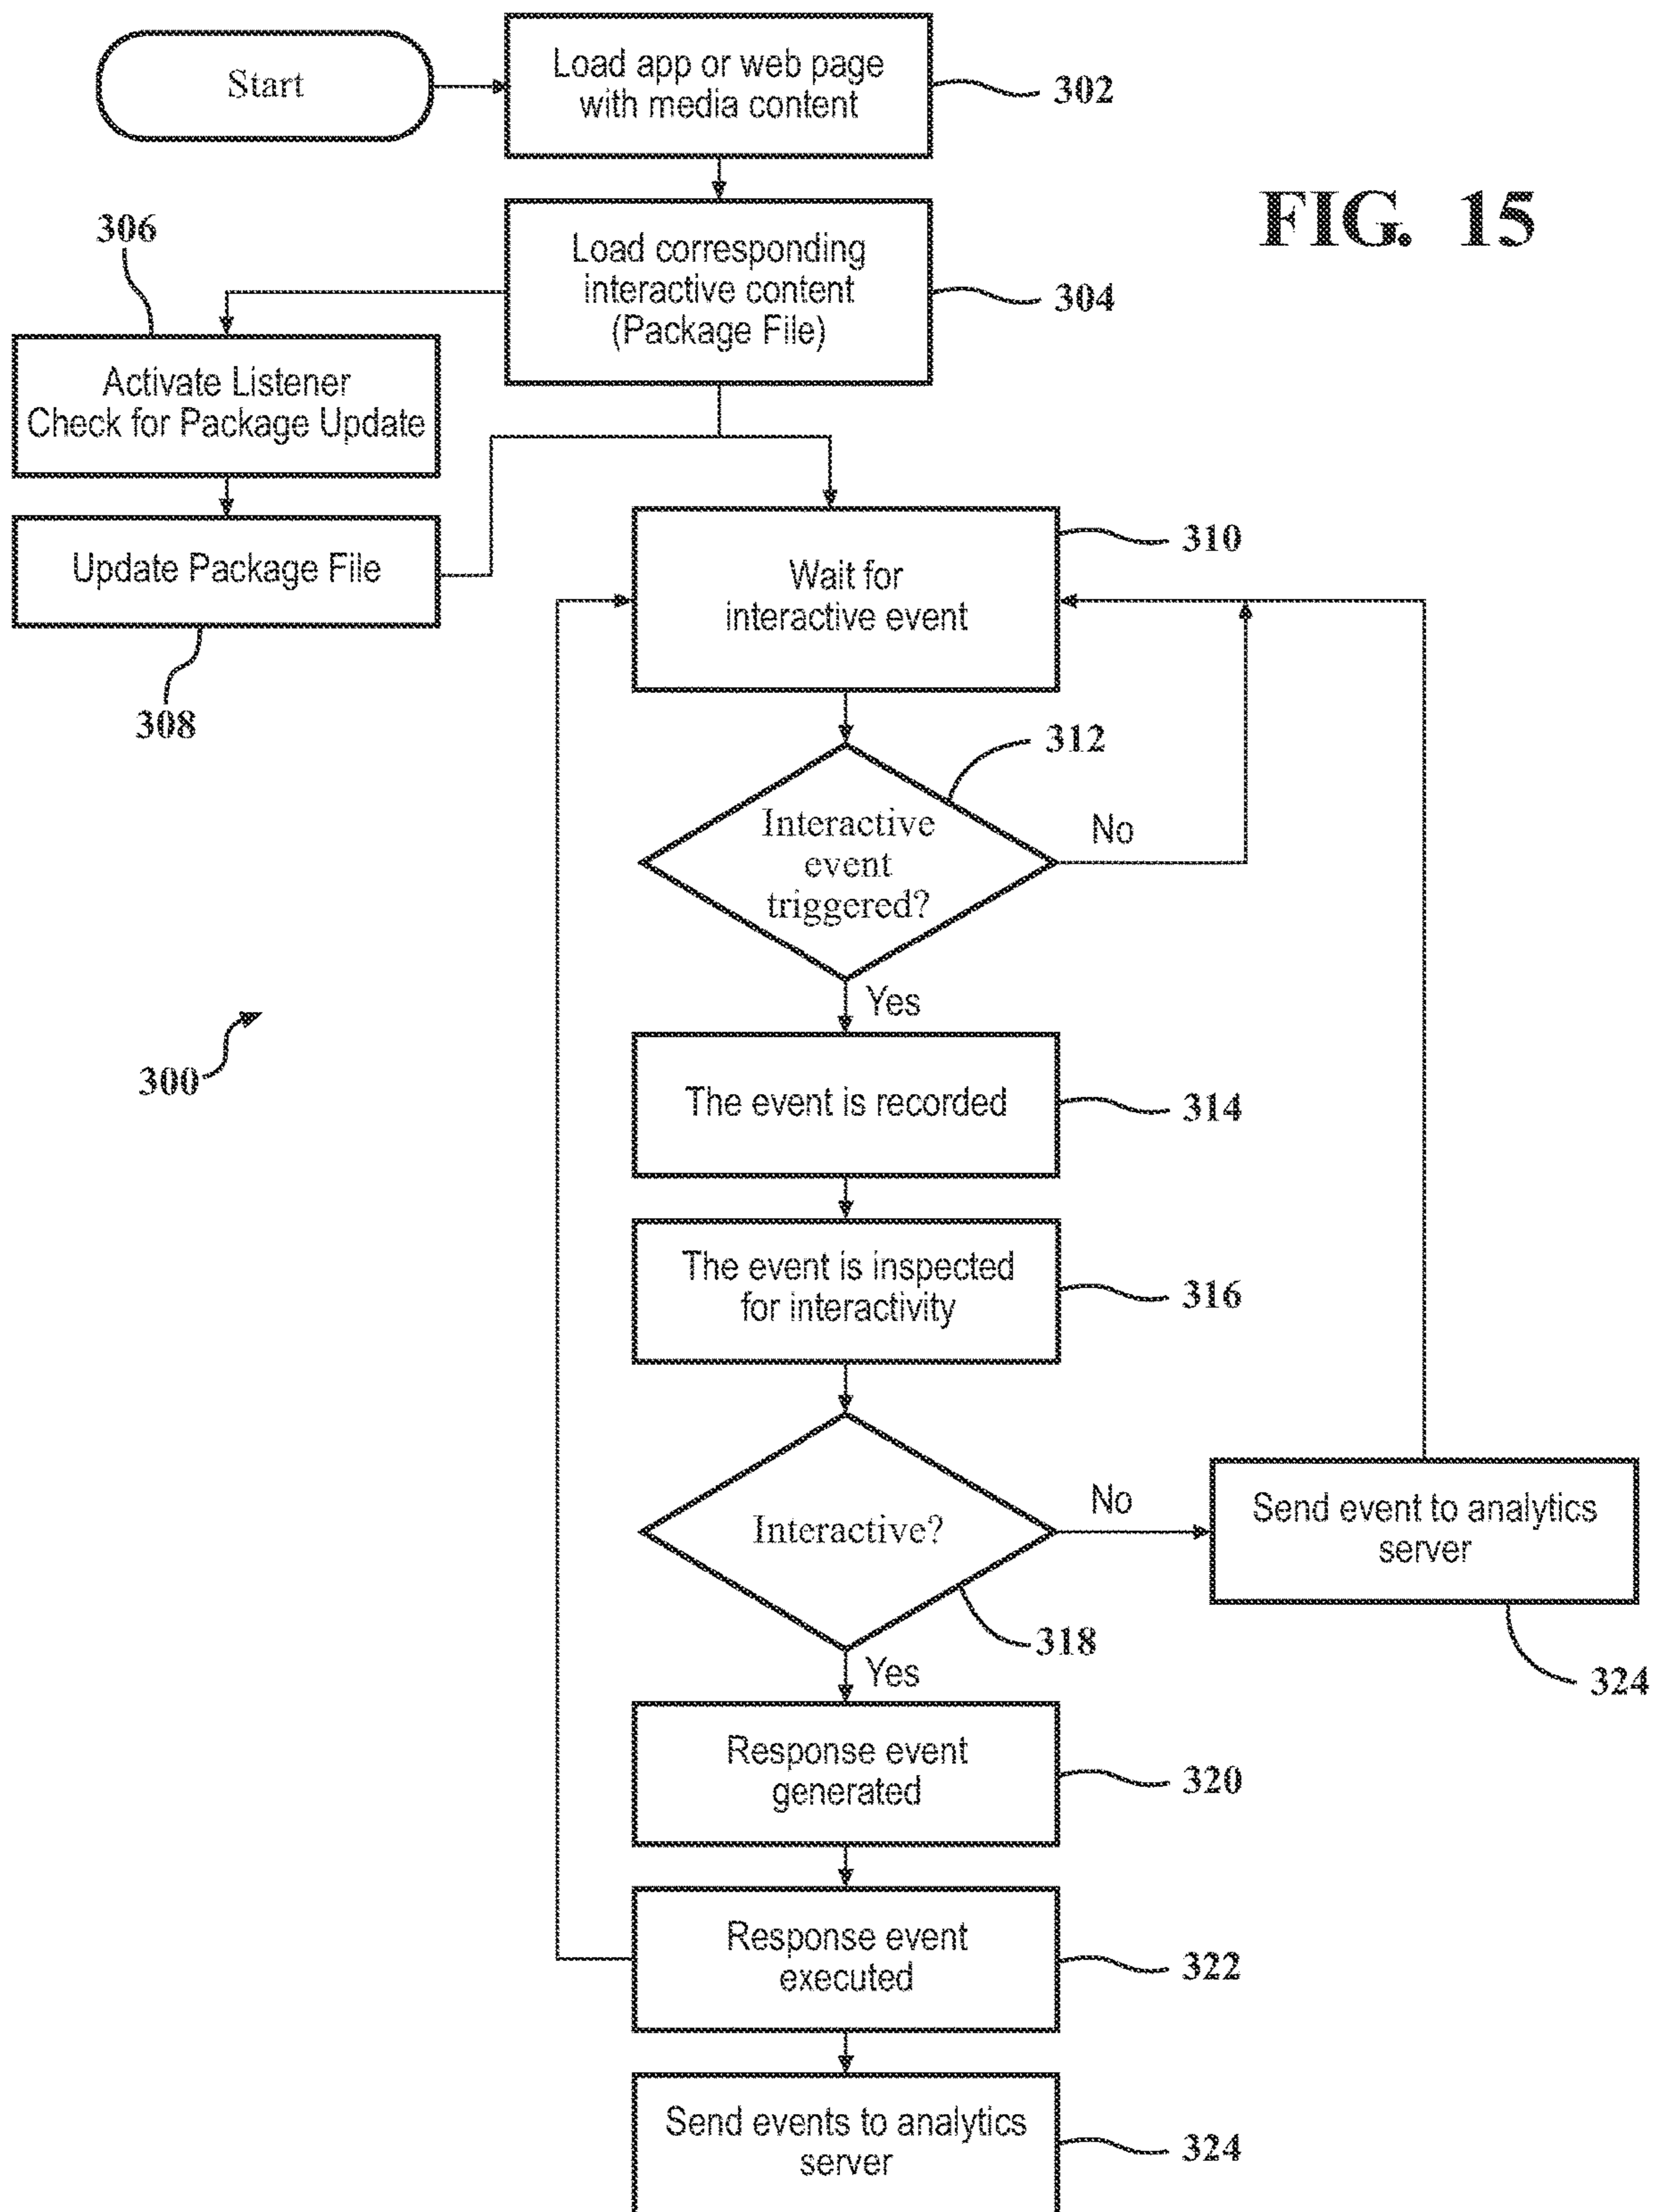 Start
Load app or web page
with media content
302
FIG. 15
306
Load corresponding
interactive content
(Package File)
304
Activate Listener
Check for Package Update
Update Package File
308
Wait for
interactive event
310
312
Interactive
event
triggered?
No
Yes
300
The event is recorded
314
The event is inspected
for interactivity
316
Interactive?
No
Send event to analytics
server
318
324
Yes
Response event
generated
320
Response event
executed
322
Send events to analytics
server
324